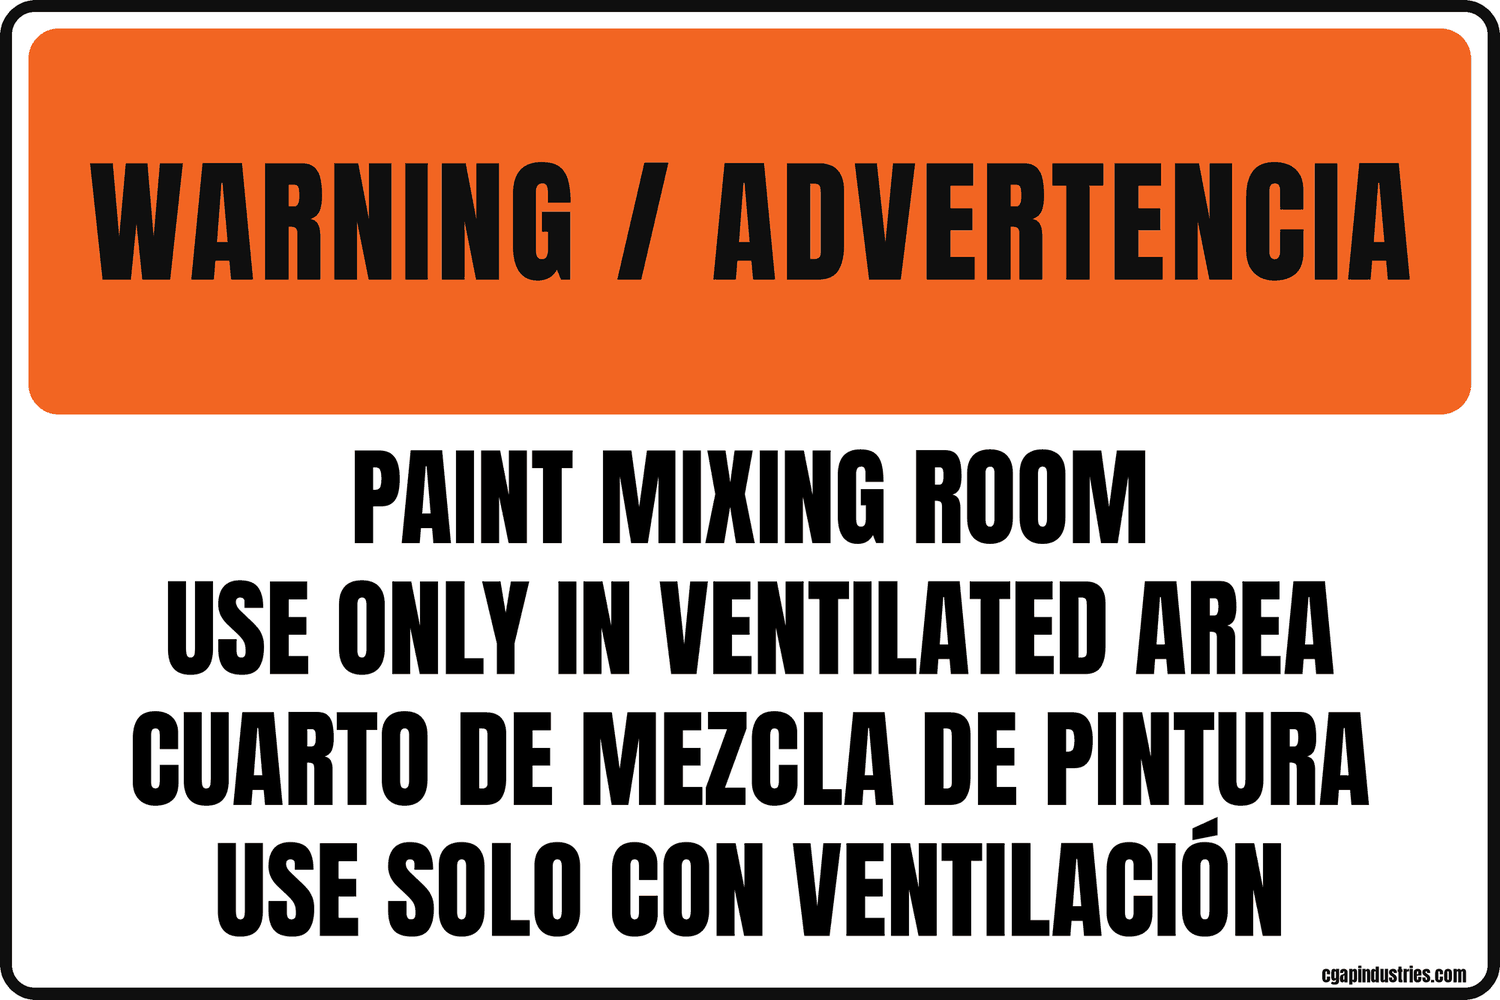 WARNING / ADVERTENCIA
PAINT MIXING ROOM
USE ONLY IN VENTILATED AREA
CUARTO DE MEZCLA DE PINTURA
USE SOLO CON VENTILACIÓN
cgapindustries.com